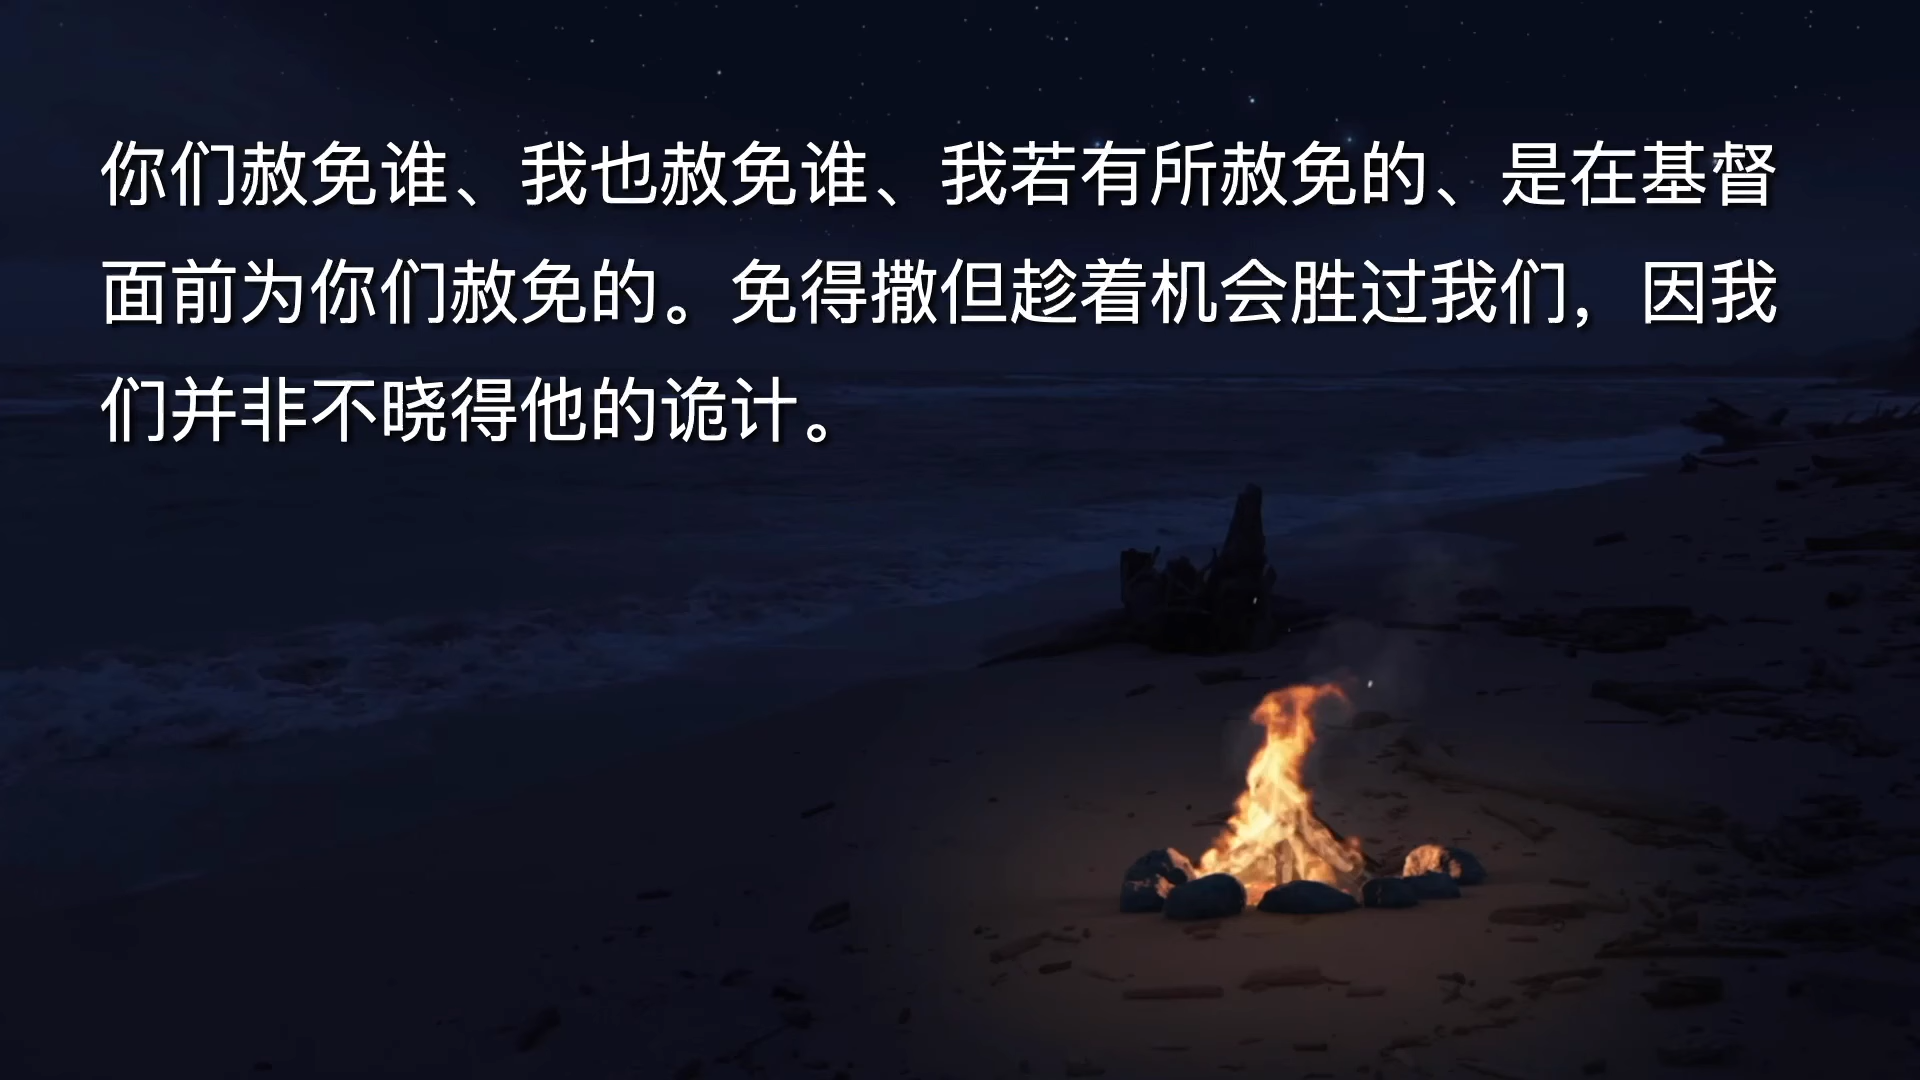 你们赦免谁、我也赦免谁、我若有所赦免的、是在基督
面前为你们赦免的。免得撒但趁着机会胜过我们，因我
们并非不晓得他的诡计。